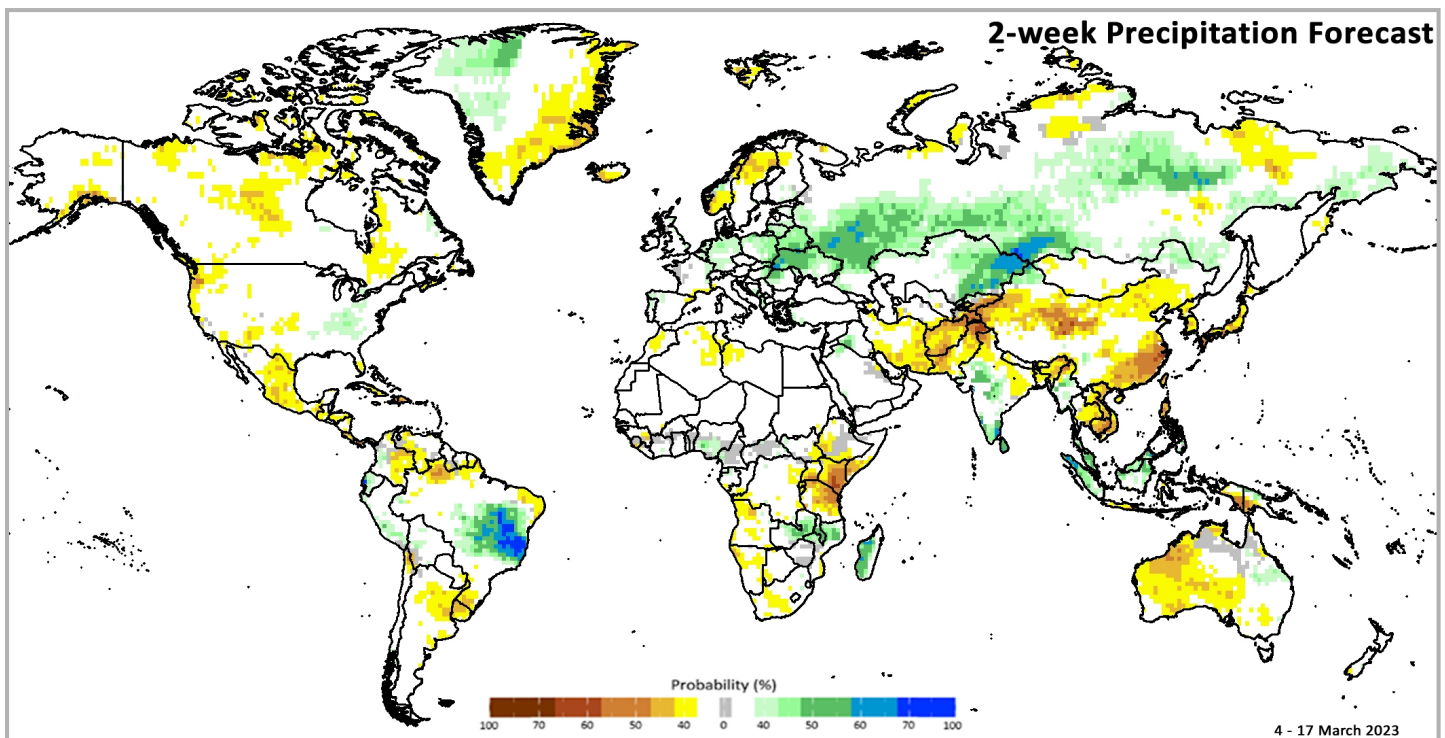 2-week Precipitation Forecast
Probability (%)
100 70 60 50 40 0 40 50 60 70 100
4 - 17 March 2023